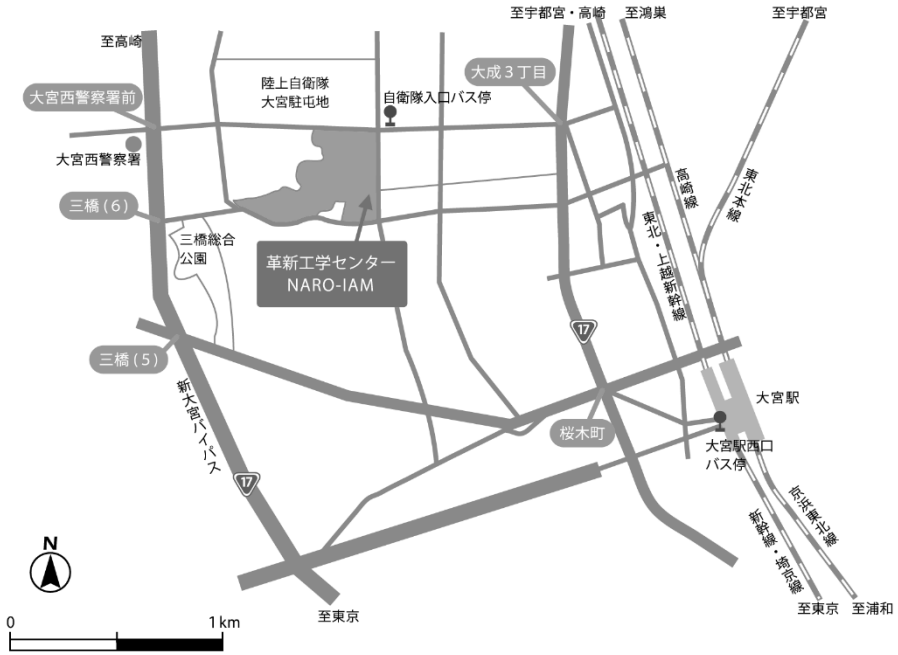 至宇都宮・高崎
至鴻巣
至宇都宮
至高崎
大成3丁目
陸上自衛隊
大宮駐屯地
大宮西警察署前
自衛隊入口バス停
大宮西警察署
高崎線
東北本線
三橋(6)
東北・上越新幹線
三橋総合
公園
革新工学センター
NARO-IAM
17
三橋(5)
新大宮バイパス
大宮駅
桜木町
大宮駅西口
バス停
17
京浜東北線
新幹線・埼京線
N
至東京
至浦和
至東京
0
1 km